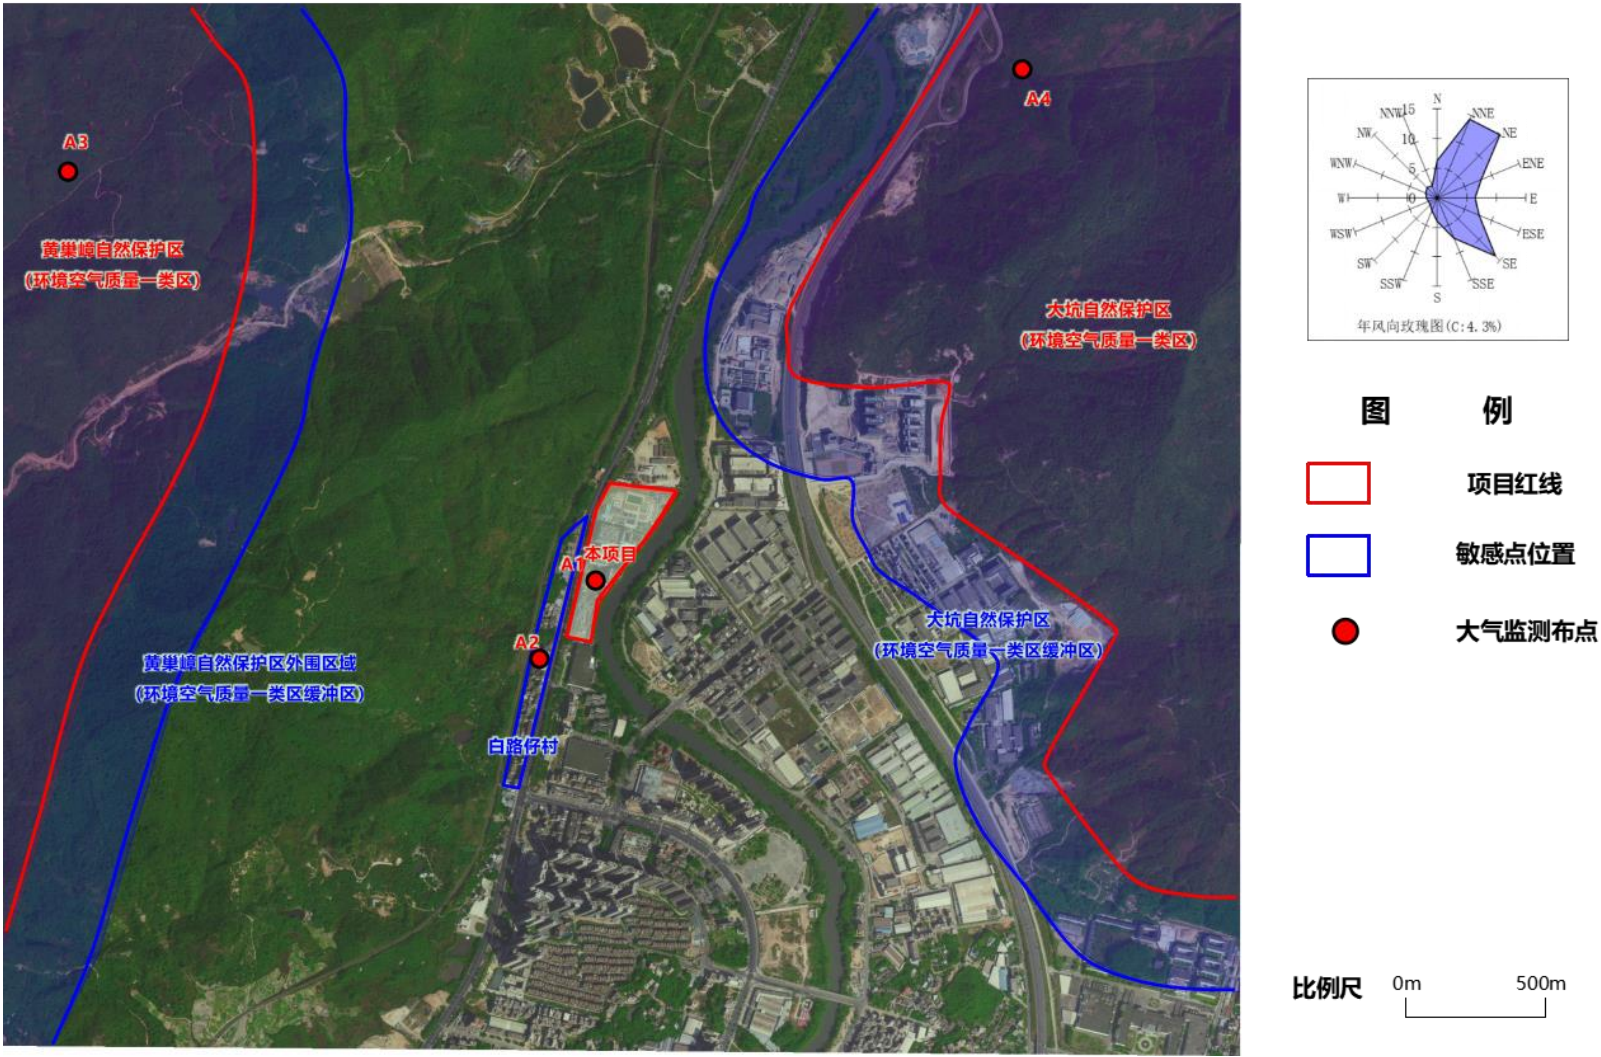 A3
黄巢嶂自然保护区
(环境空气质量一类区)
A4
大坑自然保护区
(环境空气质量一类区)
本项目
A1
A2
大坑自然保护区
(环境空气质量一类区缓冲区)
黄巢嶂自然保护区外围区域
(环境空气质量一类区缓冲区)
白路仔村
N
NNW
15
NNE
NW
10
NE
WNW
5
ENE
W
0
E
WSW
ESE
SW
SE
SSW
SSE
S
年风向玫瑰图(C:4.3%)
图 例
项目红线
敏感点位置
大气监测布点
比例尺
0m
500m